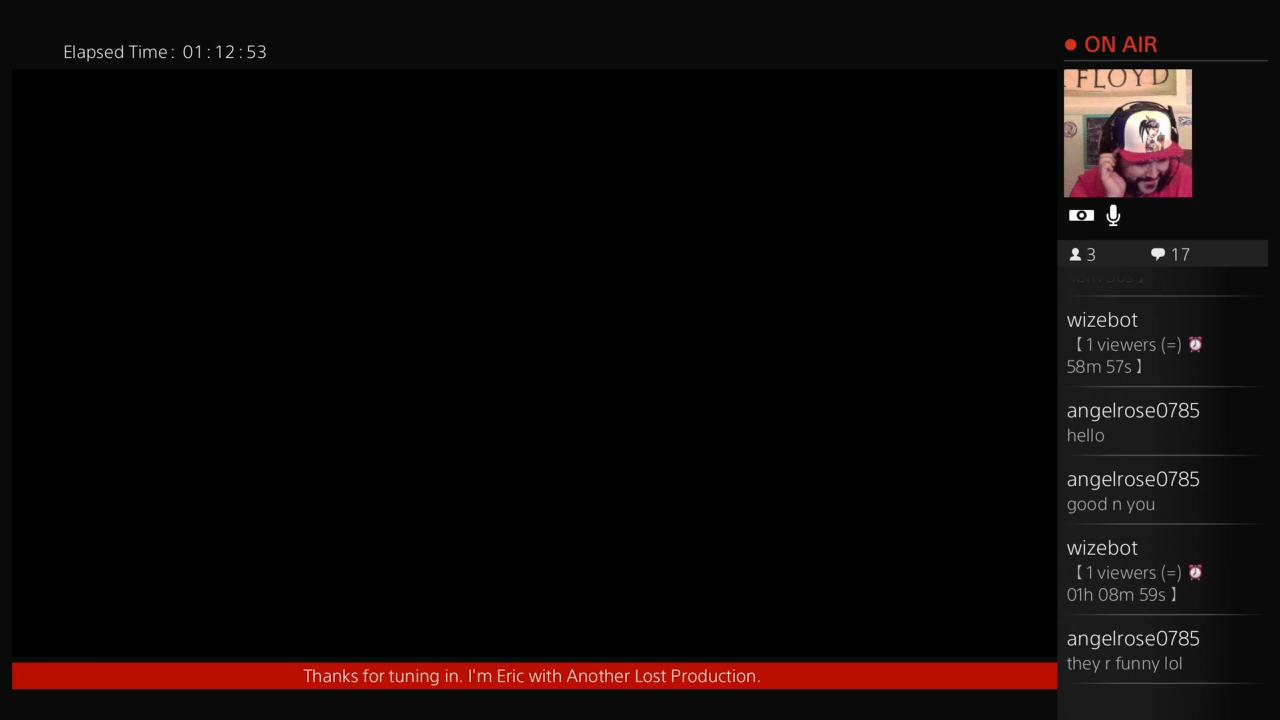 Elapsed Time: 01:12:53
ON AIR
FLOYD
3
17
wizebot
【1 viewers (=) ⏰
58m 57s】
angelrose0785
hello
angelrose0785
good n you
wizebot
【1 viewers (=) ⏰
01h 08m 59s】
angelrose0785
they r funny lol
Thanks for tuning in. I'm Eric with Another Lost Production.